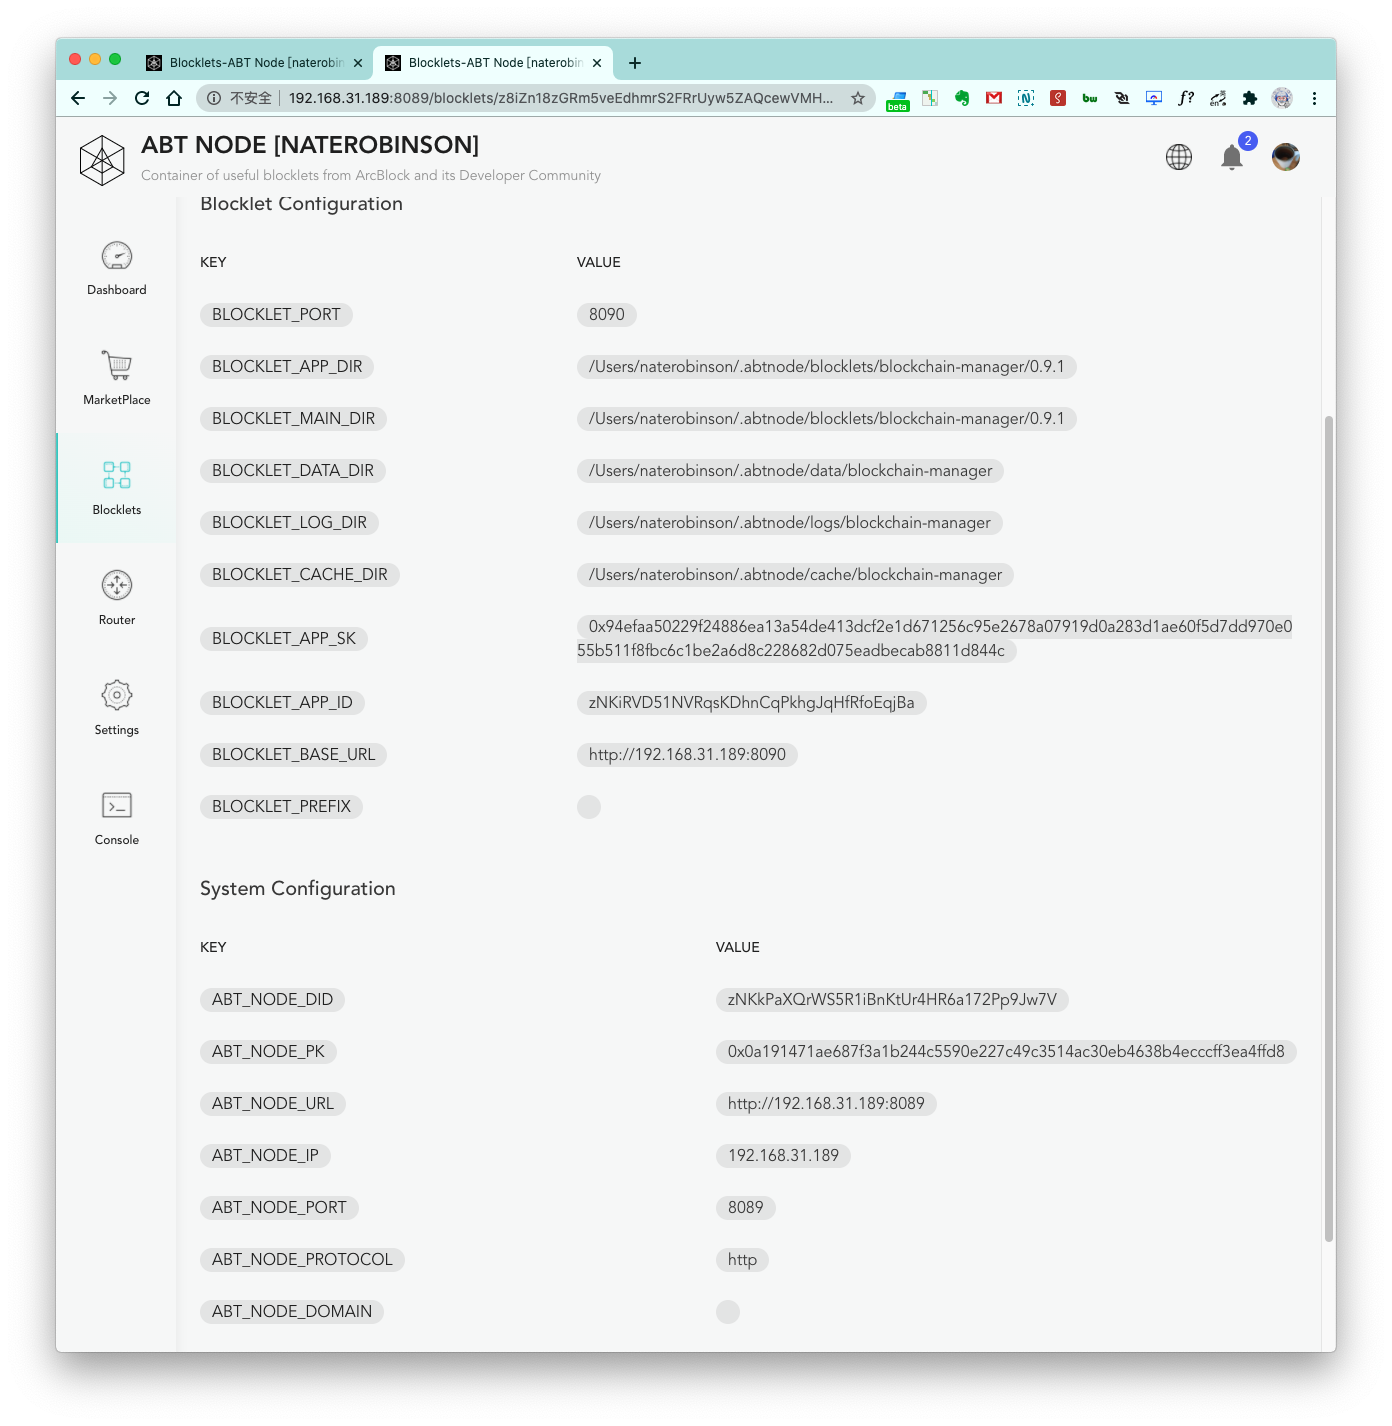 Blocklets-ABT Node [naterobin
Blocklets-ABT Node [naterobin
不安全 192.168.31.189:8089/blocklets/z8iZn18zGRm5veEdhmrS2FRrUyw5ZAQcewVMH...
beta
N
bw
f?
en
ABT NODE [NATEROBINSON]
Container of useful blocklets from ArcBlock and its Developer Community
2
Dashboard
MarketPlace
Blocklets
Router
Settings
Console
Blocklet Configuration
KEY VALUE
BLOCKLET_PORT 8090
BLOCKLET_APP_DIR /Users/naterobinson/.abtnode/blocklets/blockchain-manager/0.9.1
BLOCKLET_MAIN_DIR /Users/naterobinson/.abtnode/blocklets/blockchain-manager/0.9.1
BLOCKLET_DATA_DIR /Users/naterobinson/.abtnode/data/blockchain-manager
BLOCKLET_LOG_DIR /Users/naterobinson/.abtnode/logs/blockchain-manager
BLOCKLET_CACHE_DIR /Users/naterobinson/.abtnode/cache/blockchain-manager
BLOCKLET_APP_SK 0x94efaa50229f24886ea13a54de413dcf2e1d671256c95e2678a07919d0a283d1ae60f5d7dd970e0
55b511f8fbc6c1be2a6d8c228682d075eadbecab8811d844c
BLOCKLET_APP_ID zNKiRVD51NVRqsKDhnCqPkhgJqHfRfoEqjBa
BLOCKLET_BASE_URL http://192.168.31.189:8090
BLOCKLET_PREFIX
System Configuration
KEY VALUE
ABT_NODE_DID zNKkPaXQrWS5R1iBnKtUr4HR6a172Pp9Jw7V
ABT_NODE_PK 0x0a191471ae687f3a1b244c5590e227c49c3514ac30eb4638b4ecccff3ea4ffd8
ABT_NODE_URL http://192.168.31.189:8089
ABT_NODE_IP 192.168.31.189
ABT_NODE_PORT 8089
ABT_NODE_PROTOCOL http
ABT_NODE_DOMAIN